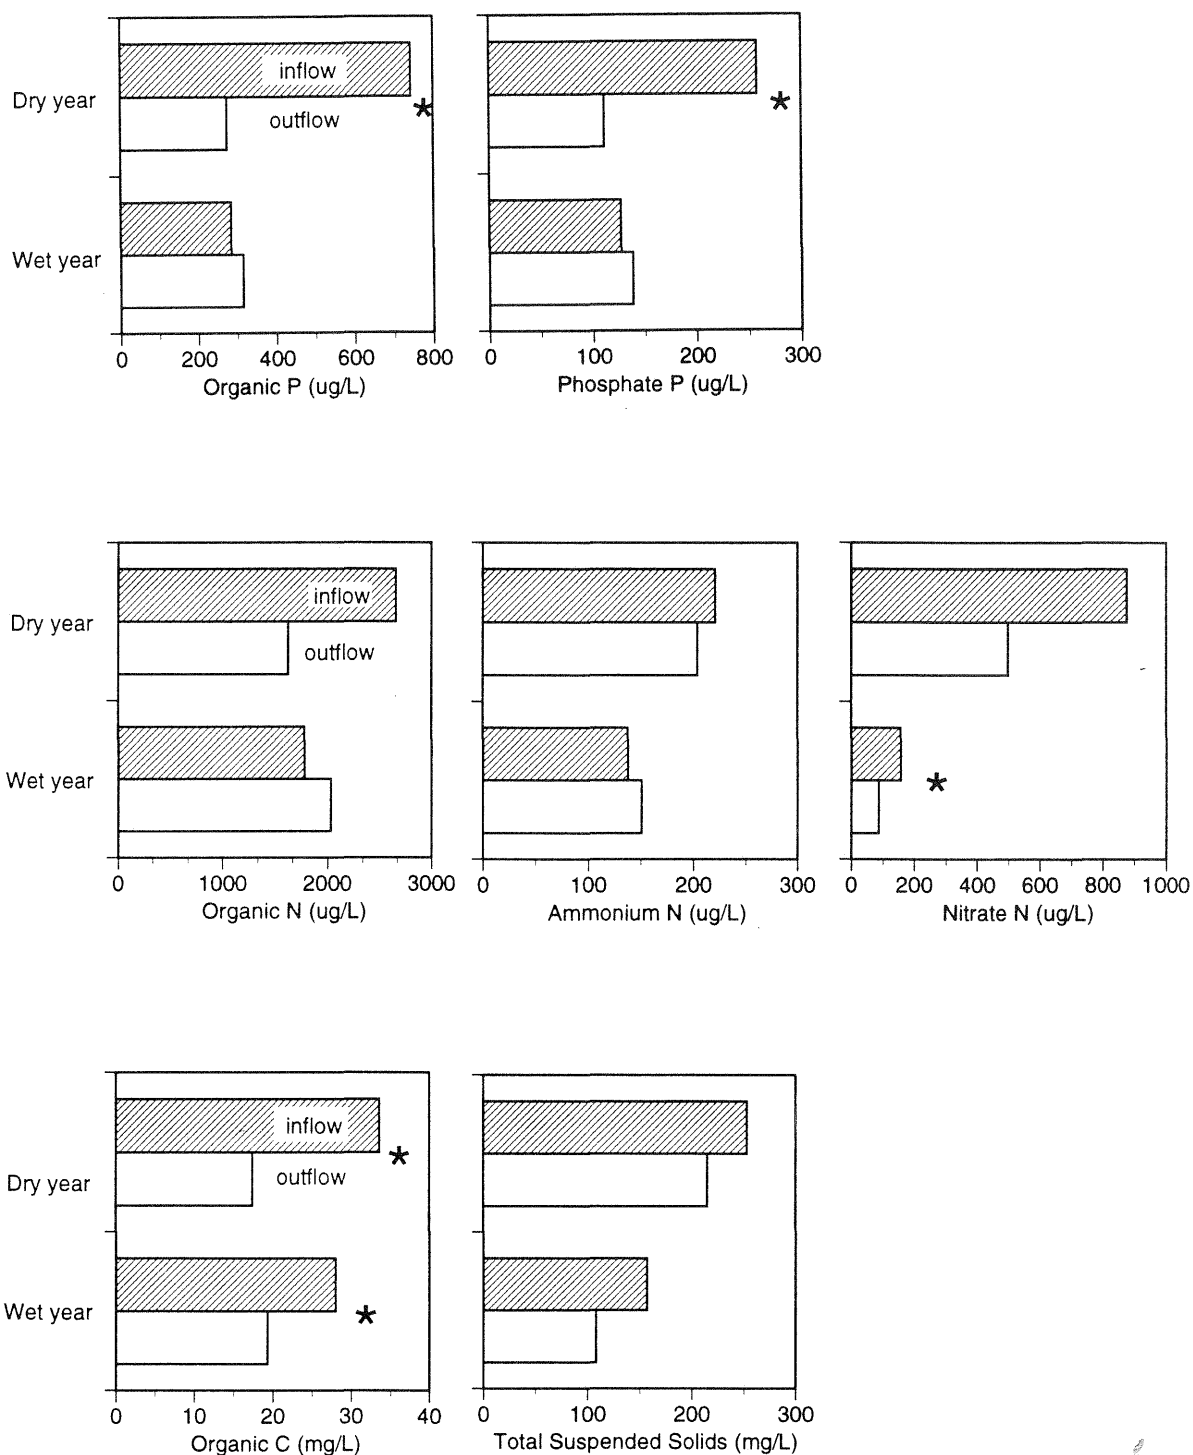 inflow
Dry year
outflow
Wet year
0 200 400 600 800
Organic P (ug/L)
0 100 200 300
Phosphate P (ug/L)
inflow
Dry year
outflow
Wet year
0 1000 2000 3000
Organic N (ug/L)
0 100 200 300
Ammonium N (ug/L)
0 200 400 600 800 1000
Nitrate N (ug/L)
inflow
outflow
Dry year
Wet year
0 10 20 30 40
Organic C (mg/L)
0 100 200 300
Total Suspended Solids (mg/L)